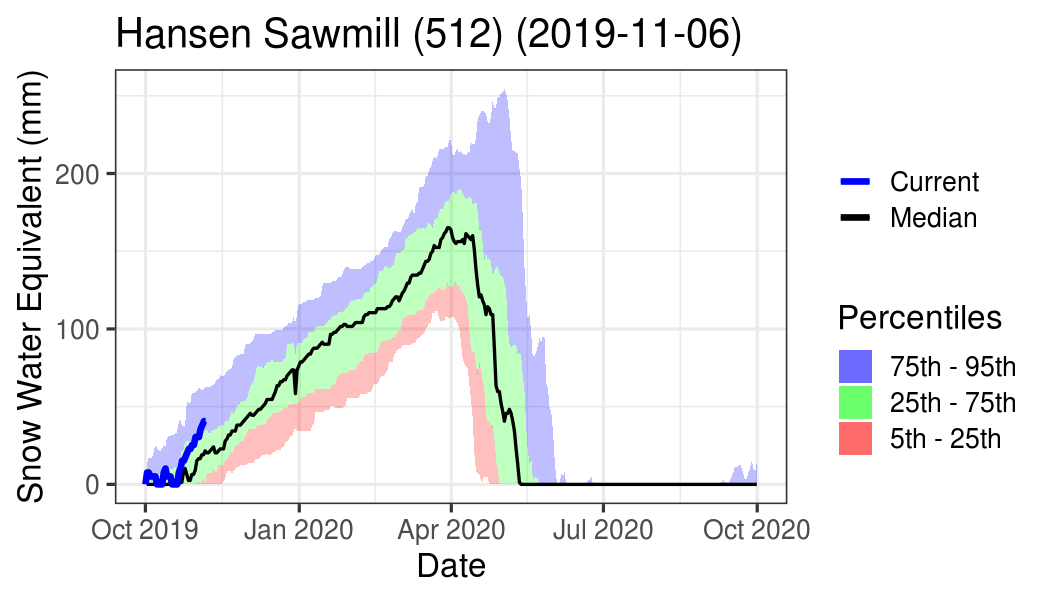 Hansen Sawmill (512) (2019-11-06)
Snow Water Equivalent (mm)
200
100
0
Oct 2019
Jan 2020
Apr 2020
Jul 2020
Oct 2020
Date
Current
Median
Percentiles
75th - 95th
25th - 75th
5th - 25th